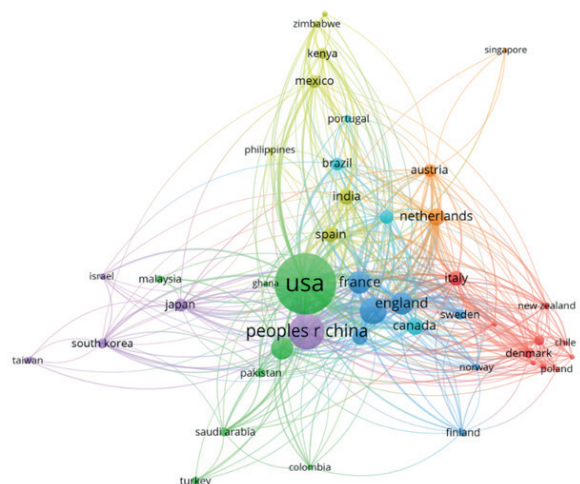 zimbabwe
kenya
singapore
mexico
portugal
philippines
brazil
austria
india
netherlands
spain
israel
malaysia
ghana
usa
france
italy
japan
england
new zealand
sweden
peoples r china
canada
south korea
chile
denmark
taiwan
pakistan
norway
poland
saudi arabia
finland
colombia
turkey